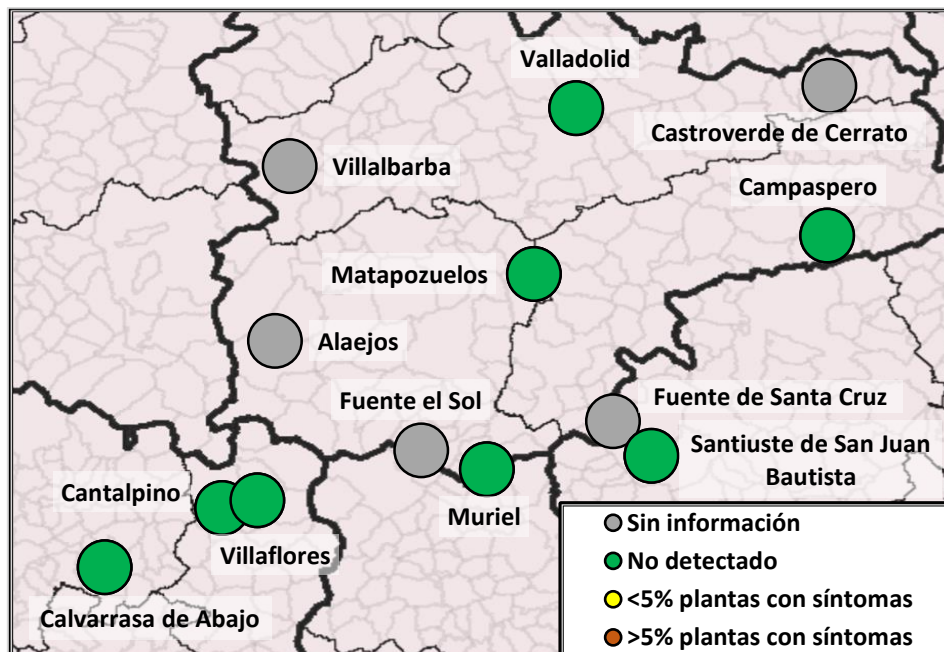 Valladolid
Castroverde de Cerrato
Villalbarba
Campaspero
Matapozuelos
Alaejos
Fuente el Sol
Fuente de Santa Cruz
Santiuste de San Juan
Bautista
Cantalpino
Muriel
Villaflores
Calvarrasa de Abajo
Sin información
No detectado
<5% plantas con síntomas
>5% plantas con síntomas